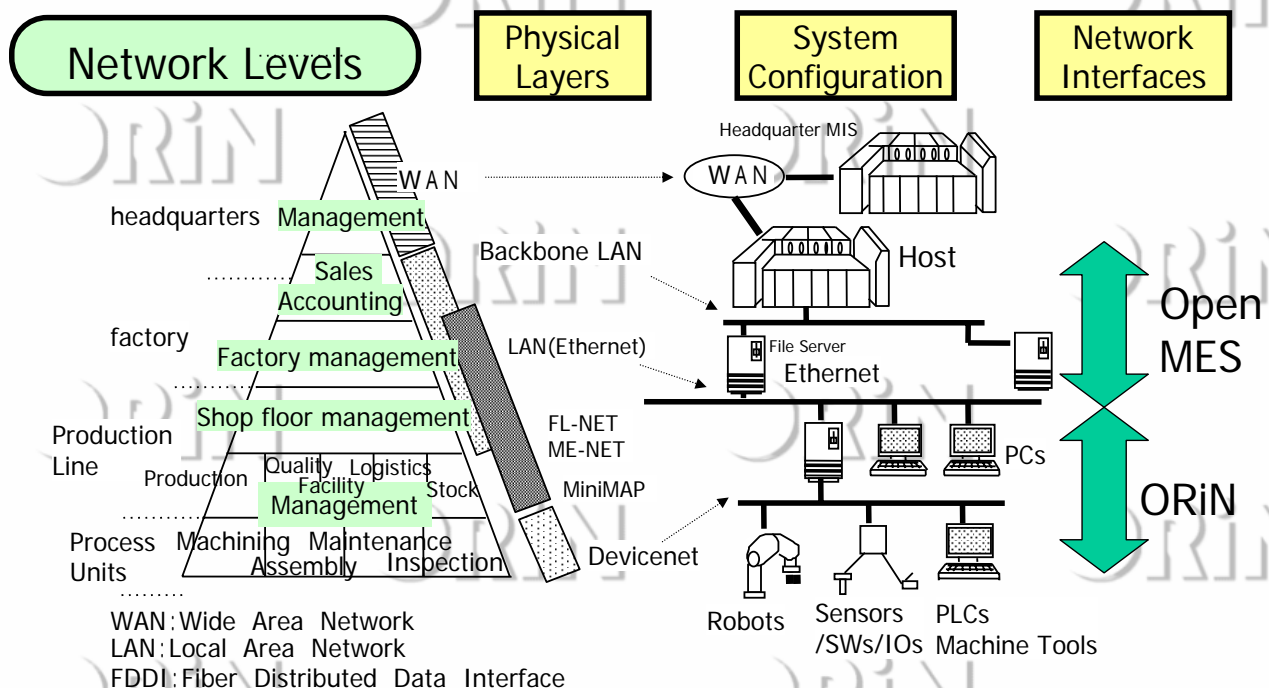 Network Levels
Physical
Layers
System
Configuration
Network
Interfaces
ORiN
Headquarter MIS
WAN
WAN
headquarters
Management
Backbone LAN
Host
Sales
Accounting
Open
MES
factory
Factory management
LAN(Ethernet)
File Server
Ethernet
Shop floor management
FL-NET
ME-NET
Production
Line
PCs
Production
Quality
Logistics
Facility
Stock
Management
MiniMAP
ORiN
Process
Units
Machining
Maintenance
Assembly
Inspection
Devicenet
Robots
Sensors
/SWs/IOs
PLCs
Machine Tools
WAN:Wide Area Network
LAN:Local Area Network
FDDI:Fiber Distributed Data Interface